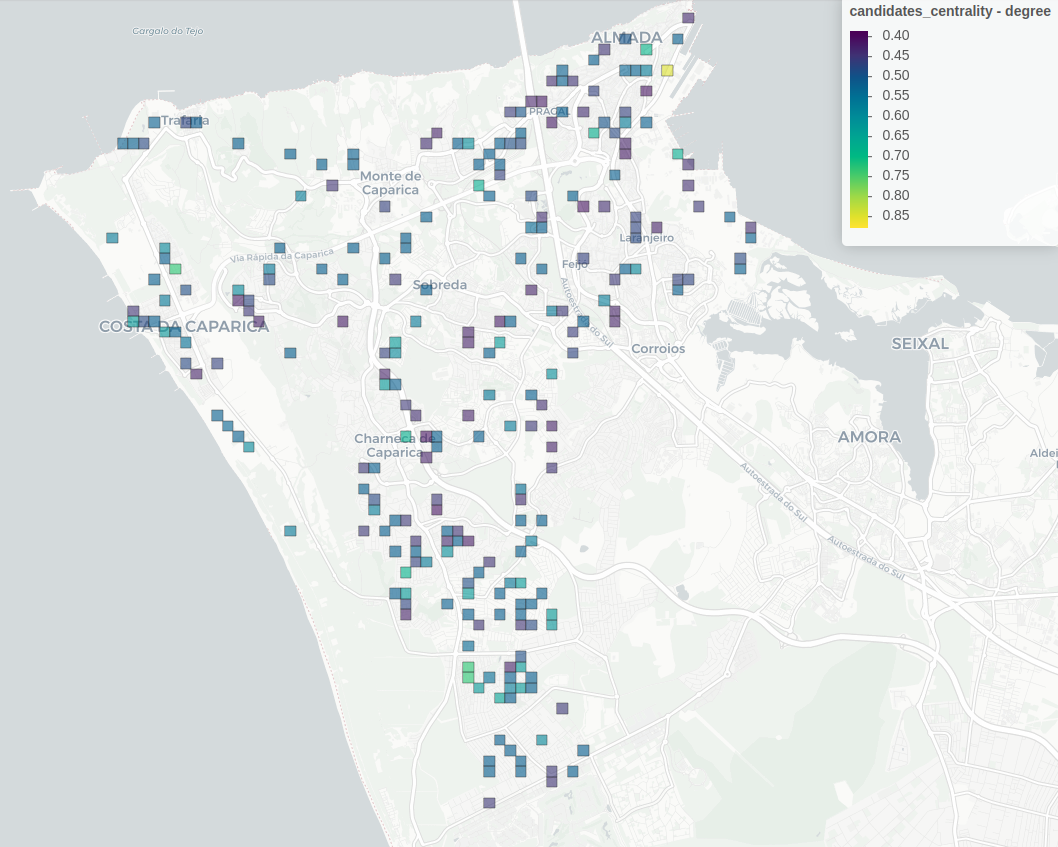 candidates_centrality - degree
0.40
0.45
0.50
0.55
0.60
0.65
0.70
0.75
0.80
0.85
Gargalo do Tejo
ALMADA
PRAGAL
Trafaria
Monte de
Caparica
Laranjeiro
Via Rápida da Caparica
Feijó
Sobreda
Autoestrada do Sul
COSTA DA CAPARICA
SEIXAL
Corroios
AMORA
Charneca de
Caparica
Autoestrada do Sul
Autoestrada do Sul